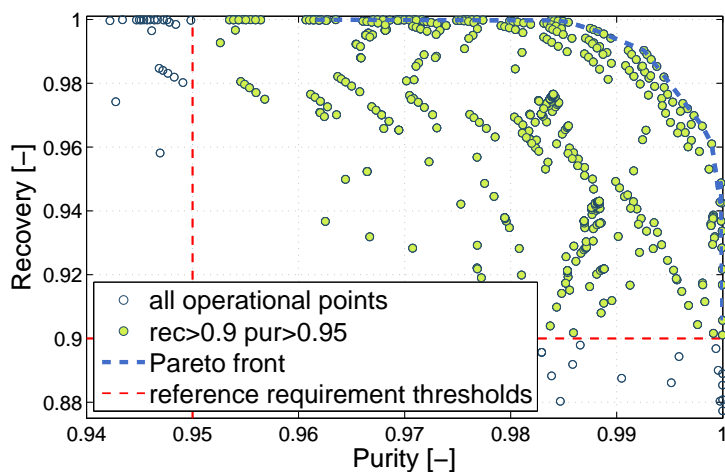 1
0.98
0.96
0.94
0.92
0.9
0.88
Recovery [−]
all operational points
rec>0.9 pur>0.95
Pareto front
reference requirement thresholds
0.94 0.95 0.96 0.97 0.98 0.99 1
Purity [−]